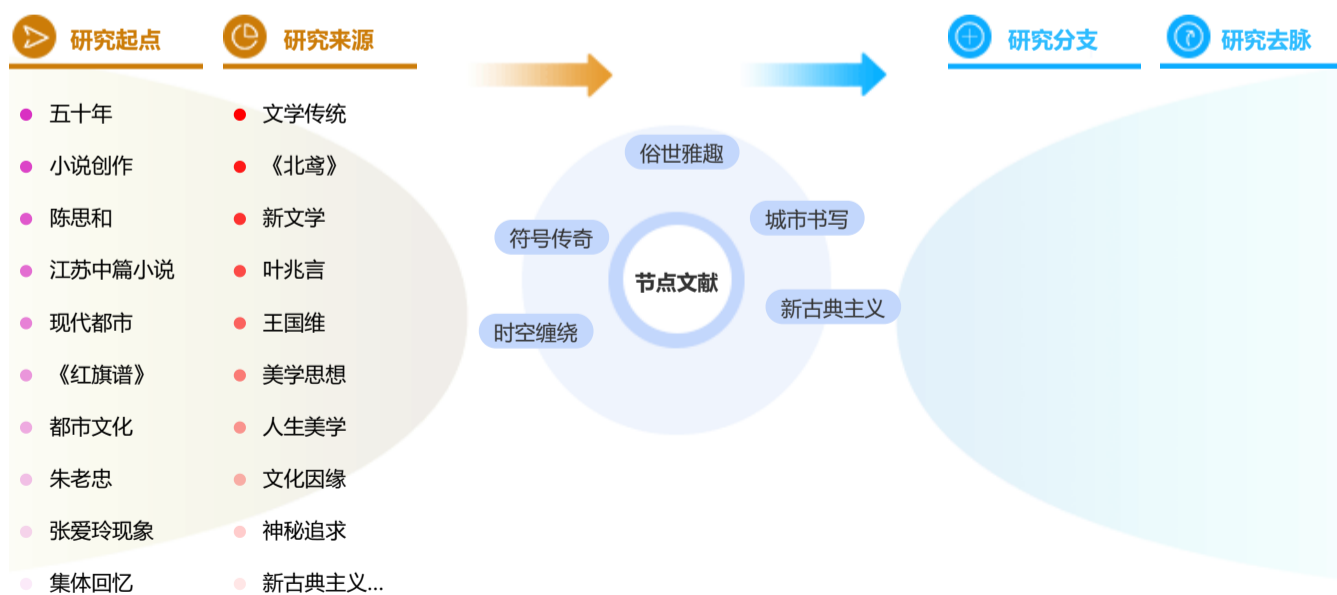 研究起点
五十年
小说创作
陈思和
江苏中篇小说
现代都市
《红旗谱》
都市文化
朱老忠
张爱玲现象
集体回忆
研究来源
文学传统
《北鸢》
新文学
叶兆言
王国维
美学思想
人生美学
文化因缘
神秘追求
新古典主义...
俗世雅趣
城市书写
符号传奇
节点文献
新古典主义
时空缠绕
研究分支
研究去脉